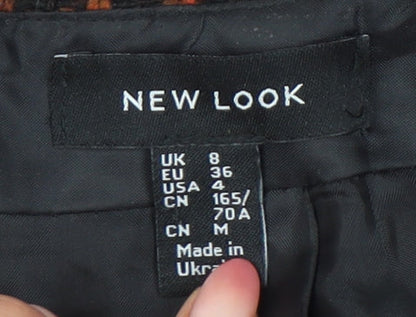 NEW LOOK
UK 8
EU 36
USA 4
CN 165/
70A
CN M
Made in